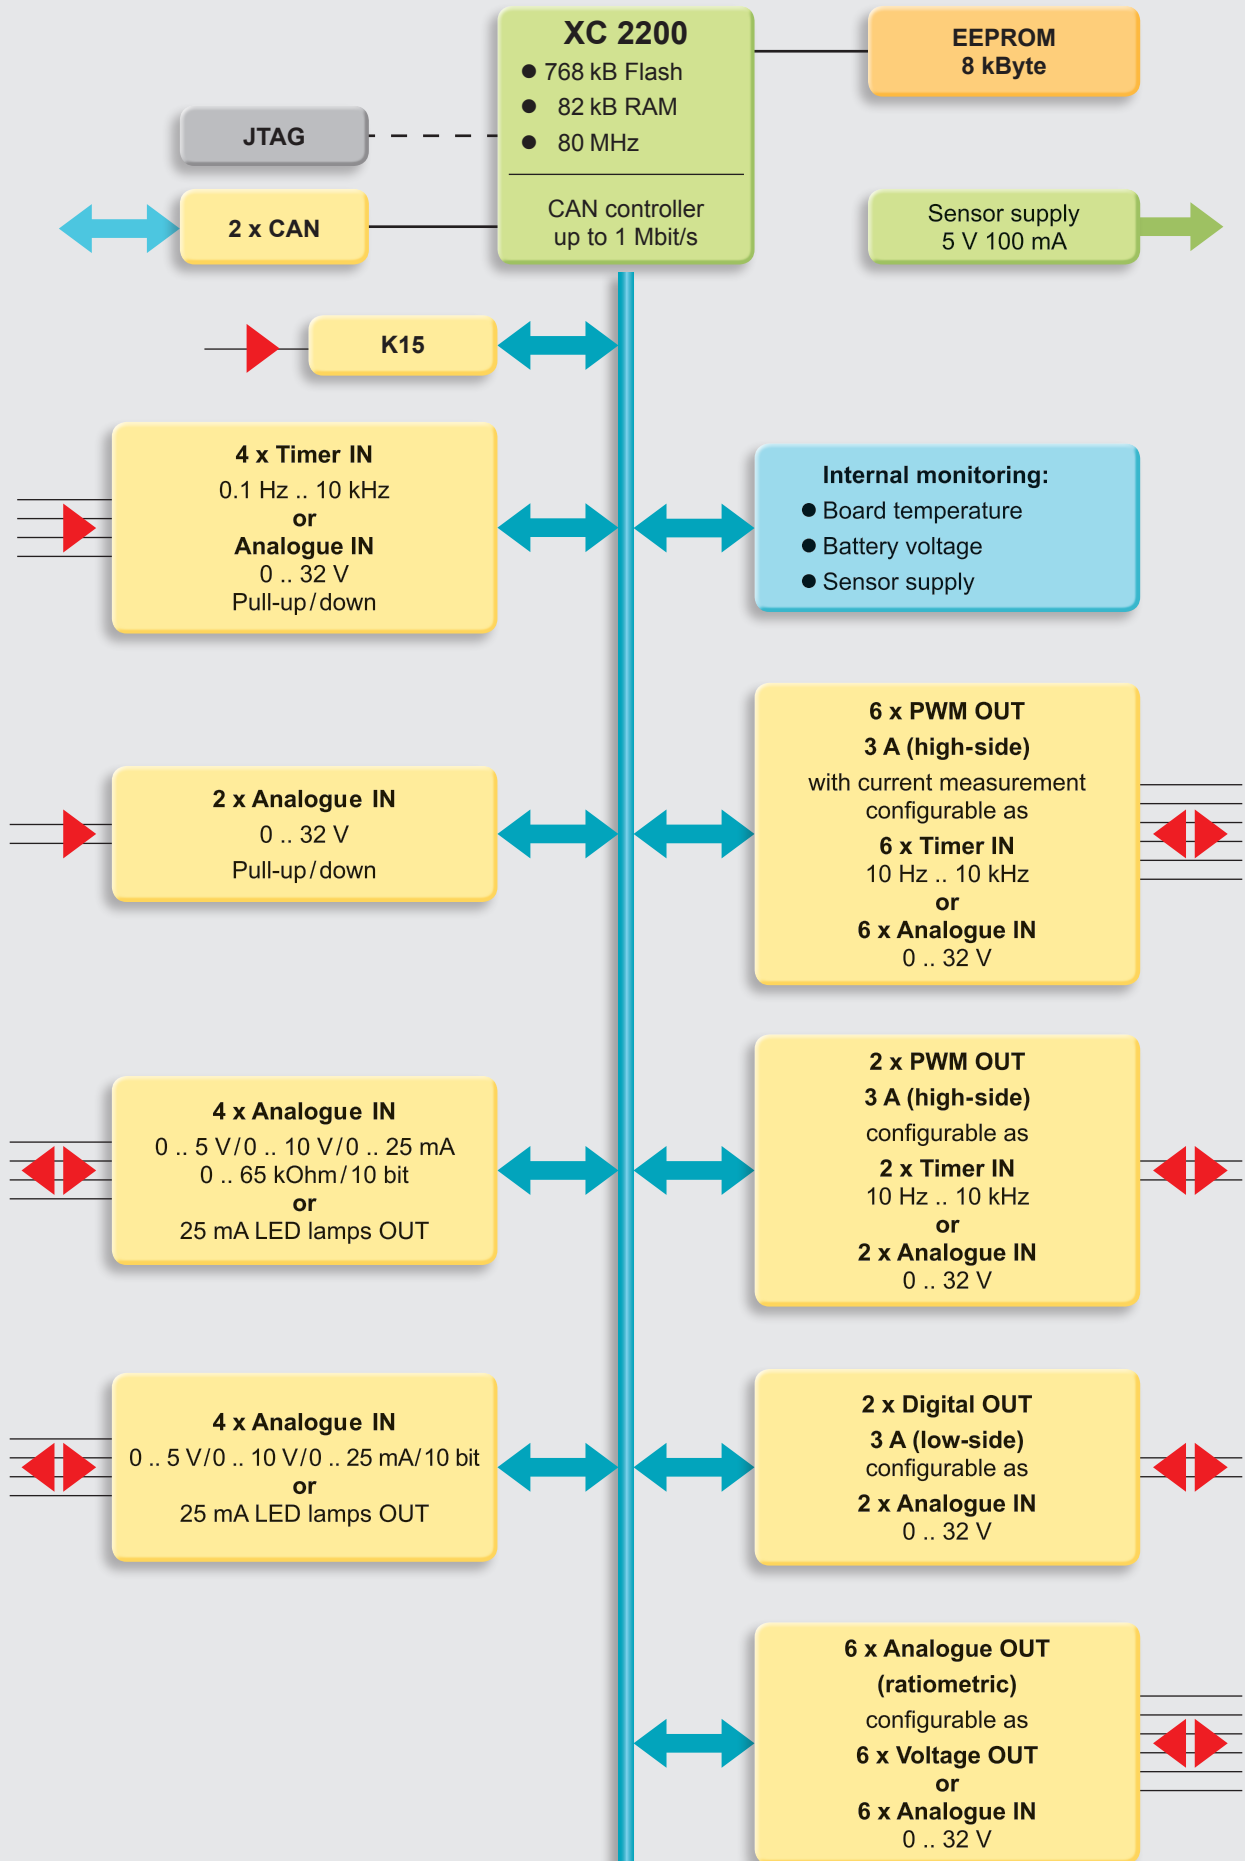 XC 2200
● 768 kB Flash
● 82 kB RAM
● 80 MHz
CAN controller
up to 1 Mbit/s
EEPROM
8 kByte
JTAG
2 x CAN
Sensor supply
5 V 100 mA
K15
4 x Timer IN
0.1 Hz .. 10 kHz
or
Analogue IN
0 .. 32 V
Pull-up/down
Internal monitoring:
● Board temperature
● Battery voltage
● Sensor supply
2 x Analogue IN
0 .. 32 V
Pull-up/down
6 x PWM OUT
3 A (high-side)
with current measurement
configurable as
6 x Timer IN
10 Hz .. 10 kHz
or
6 x Analogue IN
0 .. 32 V
4 x Analogue IN
0 .. 5 V/0 .. 10 V/0 .. 25 mA
0 .. 65 kOhm/10 bit
or
25 mA LED lamps OUT
2 x PWM OUT
3 A (high-side)
configurable as
2 x Timer IN
10 Hz .. 10 kHz
or
2 x Analogue IN
0 .. 32 V
4 x Analogue IN
0 .. 5 V/0 .. 10 V/0 .. 25 mA/10 bit
or
25 mA LED lamps OUT
2 x Digital OUT
3 A (low-side)
configurable as
2 x Analogue IN
0 .. 32 V
6 x Analogue OUT
(ratiometric)
configurable as
6 x Voltage OUT
or
6 x Analogue IN
0 .. 32 V